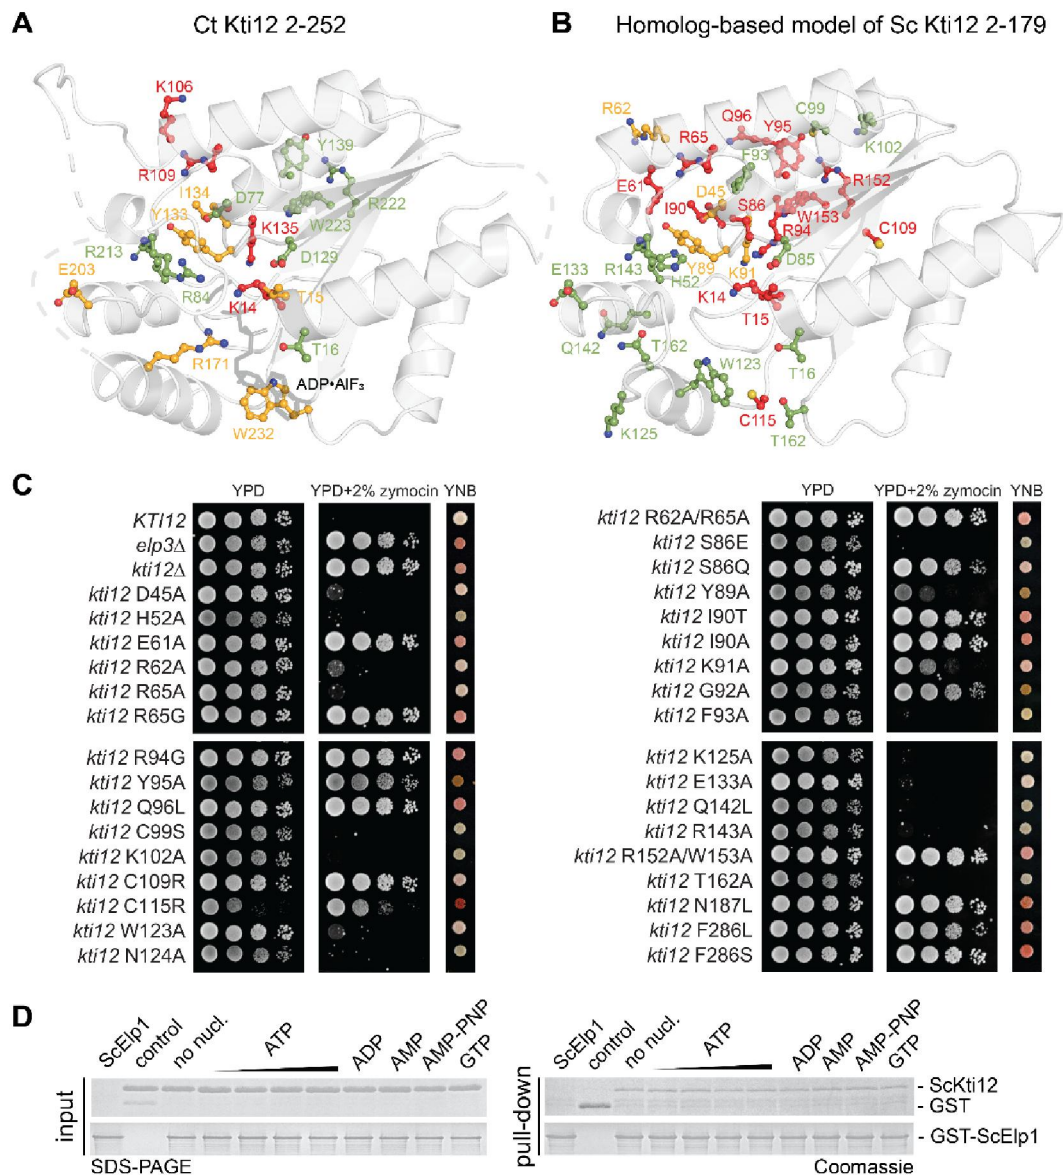 A
Ct Kti12 2-252
K106
R109
Y139
I134
D77
R222
Y133
W223
K135
R213
D129
E203
R84
K14
T15
R171
T16
ADP•AlF₃
W232
B
Homolog-based model of Sc Kti12 2-179
R62
Q96
C99
Y95
R65
K102
F93
E61
D45
R152
S86
I90
W153
C109
R94
E133
R143
Y89
D85
H52
K91
K14
T15
Q142
T162
W123
T16
K125
C115
T162
C
YPD
YPD+2% zymocin
YNB
KTI12
elp3Δ
kti12Δ
kti12 D45A
kti12 H52A
kti12 E61A
kti12 R62A
kti12 R65A
kti12 R65G
kti12 R94G
kti12 Y95A
kti12 Q96L
kti12 C99S
kti12 K102A
kti12 C109R
kti12 C115R
kti12 W123A
kti12 N124A
YPD
YPD+2% zymocin
YNB
kti12 R62A/R65A
kti12 S86E
kti12 S86Q
kti12 Y89A
kti12 I90T
kti12 I90A
kti12 K91A
kti12 G92A
kti12 F93A
kti12 K125A
kti12 E133A
kti12 Q142L
kti12 R143A
kti12 R152A/W153A
kti12 T162A
kti12 N187L
kti12 F286L
kti12 F286S
D
ScElp1
control
no nucl.
ATP
ADP
AMP
AMP-PNP
GTP
input
SDS-PAGE
ScElp1
control
no nucl.
ATP
ADP
AMP
AMP-PNP
GTP
pull-down
- ScKti12
- GST
- GST-ScElp1
Coomassie